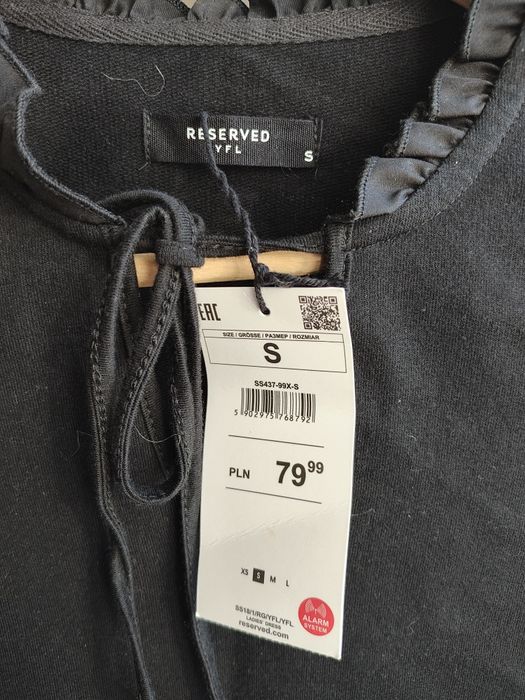 RESERVED
YFL
S
EAC
SIZE / GRÖSSE / PA3MEP / ROZMIAR
S
SS437-99X-S
5 902975 768792
PLN 79 99
XS S M L
SS18/1/RG/YFL/YFL
LADIES' DRESS
reserved.com
ALARM
SYSTEM